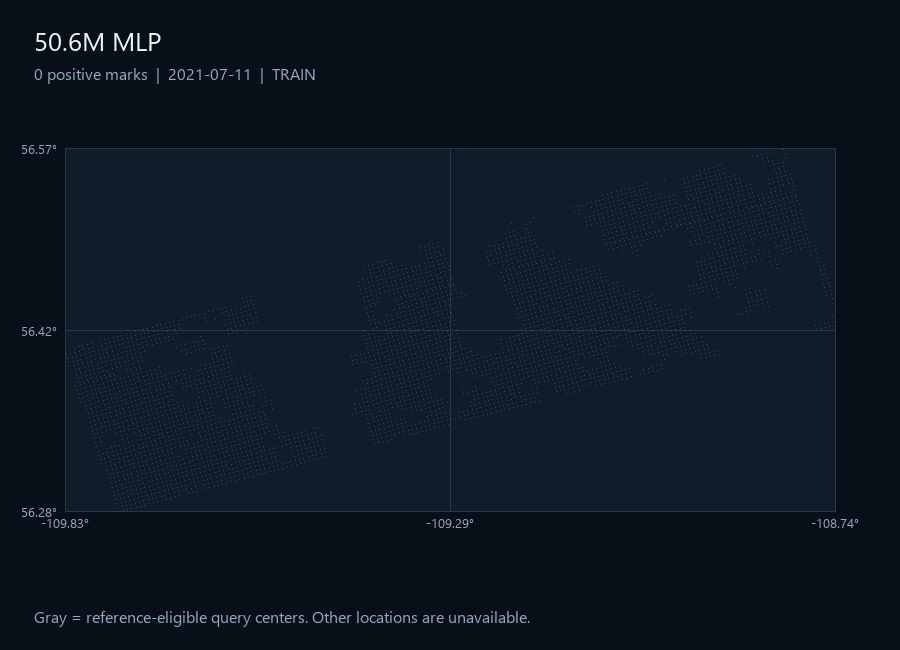 50.6M MLP
0 positive marks | 2021-07-11 | TRAIN
56.57°
56.42°
56.28°
-109.83°
-109.29°
-108.74°
Gray = reference-eligible query centers. Other locations are unavailable.